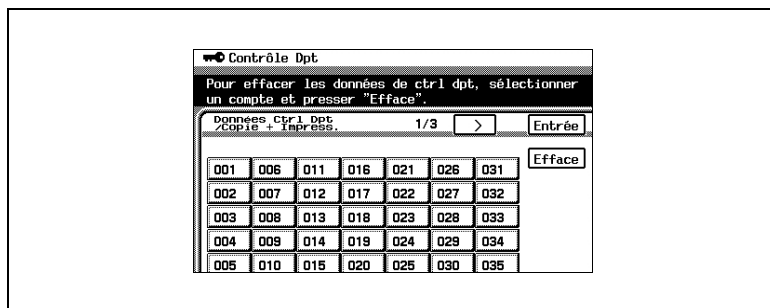 Contrôle Dpt
Pour effacer les données de ctrl dpt, sélectionner
un compte et presser "Efface".
Données Ctrl Dpt
/Copie + Impress.
1/3 > Entrée
Efface
001 006 011 016 021 026 031
002 007 012 017 022 027 032
003 008 013 018 023 028 033
004 009 014 019 024 029 034
005 010 015 020 025 030 035